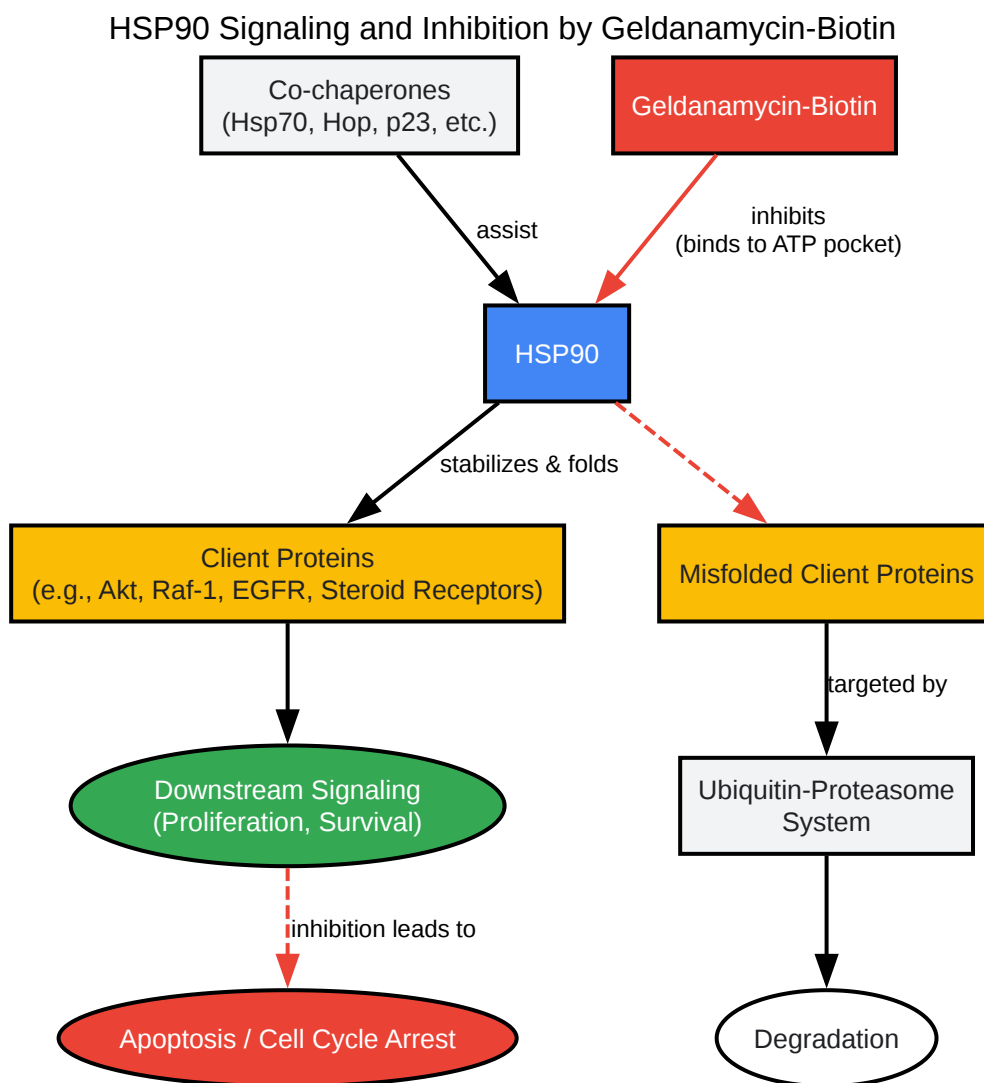 HSP90 Signaling and Inhibition by Geldanamycin-Biotin
Co-chaperones
(Hsp70, Hop, p23, etc.)
Geldanamycin-Biotin
assist
inhibits
(binds to ATP pocket)
HSP90
stabilizes & folds
Client Proteins
(e.g., Akt, Raf-1, EGFR, Steroid Receptors)
Misfolded Client Proteins
targeted by
Downstream Signaling
(Proliferation, Survival)
Ubiquitin-Proteasome
System
inhibition leads to
Apoptosis / Cell Cycle Arrest
Degradation